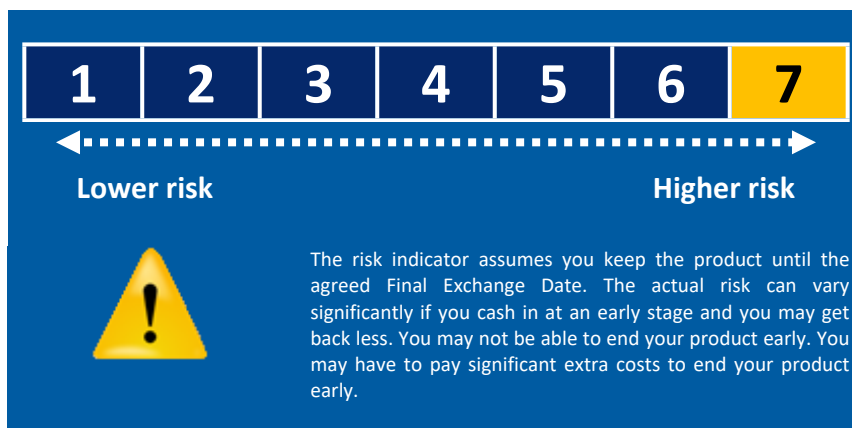 1 2 3 4 5 6 7
Lower risk Higher risk
The risk indicator assumes you keep the product until the
agreed Final Exchange Date. The actual risk can vary
significantly if you cash in at an early stage and you may get
back less. You may not be able to end your product early. You
may have to pay significant extra costs to end your product
early.